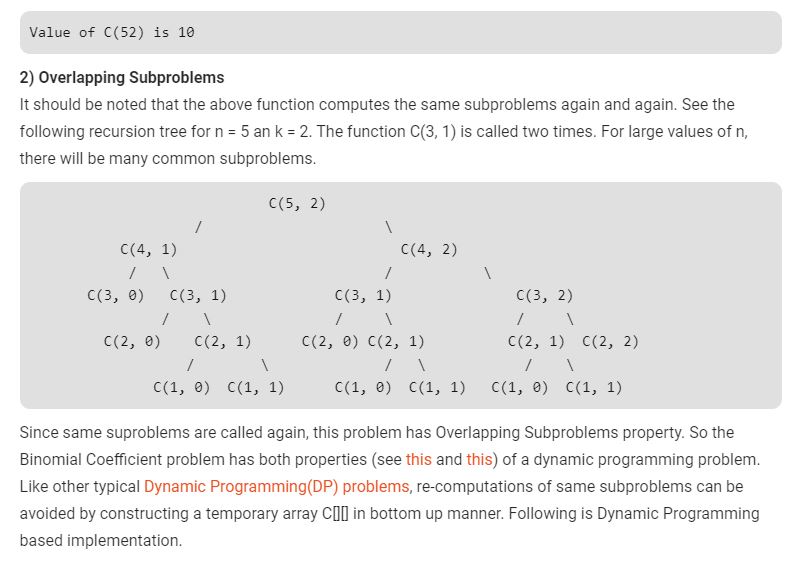 Value of C(52) is 10
2) Overlapping Subproblems
It should be noted that the above function computes the same subproblems again and again. See the
following recursion tree for n = 5 an k = 2. The function C(3, 1) is called two times. For large values of n,
there will be many common subproblems.
C(5, 2)
/ \
C(4, 1) C(4, 2)
/ \ / \
C(3, 0) C(3, 1) C(3, 1) C(3, 2)
/ \ / \ / \
C(2, 0) C(2, 1) C(2, 0) C(2, 1) C(2, 1) C(2, 2)
/ \ / \ / \
C(1, 0) C(1, 1) C(1, 0) C(1, 1) C(1, 0) C(1, 1)
Since same suproblems are called again, this problem has Overlapping Subproblems property. So the
Binomial Coefficient problem has both properties (see this and this) of a dynamic programming problem.
Like other typical Dynamic Programming(DP) problems, re-computations of same subproblems can be
avoided by constructing a temporary array C[][] in bottom up manner. Following is Dynamic Programming
based implementation.